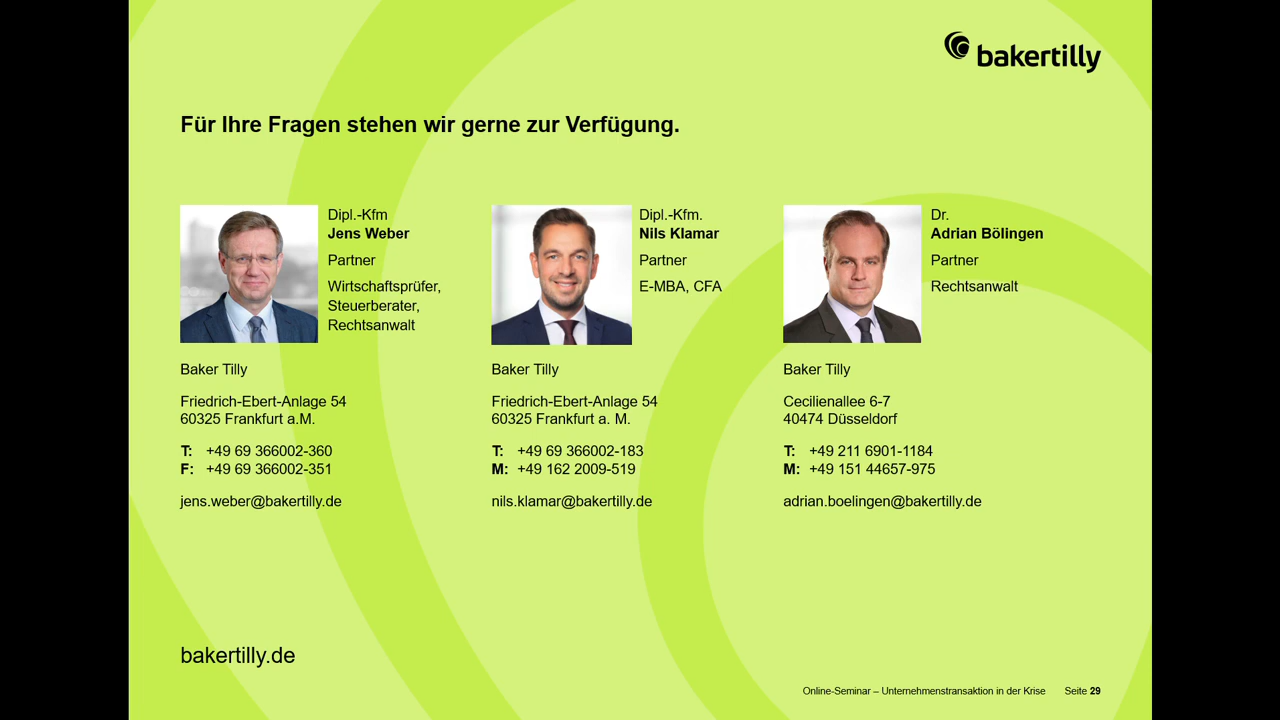 bakertilly
Für Ihre Fragen stehen wir gerne zur Verfügung.
Dipl.-Kfm
Jens Weber
Partner
Wirtschaftsprüfer,
Steuerberater,
Rechtsanwalt
Baker Tilly
Friedrich-Ebert-Anlage 54
60325 Frankfurt a.M.
T: +49 69 366002-360
F: +49 69 366002-351
jens.weber@bakertilly.de
Dipl.-Kfm.
Nils Klamar
Partner
E-MBA, CFA
Baker Tilly
Friedrich-Ebert-Anlage 54
60325 Frankfurt a. M.
T: +49 69 366002-183
M: +49 162 2009-519
nils.klamar@bakertilly.de
Dr.
Adrian Bölingen
Partner
Rechtsanwalt
Baker Tilly
Cecilienallee 6-7
40474 Düsseldorf
T: +49 211 6901-1184
M: +49 151 44657-975
adrian.boelingen@bakertilly.de
bakertilly.de
Online-Seminar – Unternehmenstransaktion in der Krise Seite 29